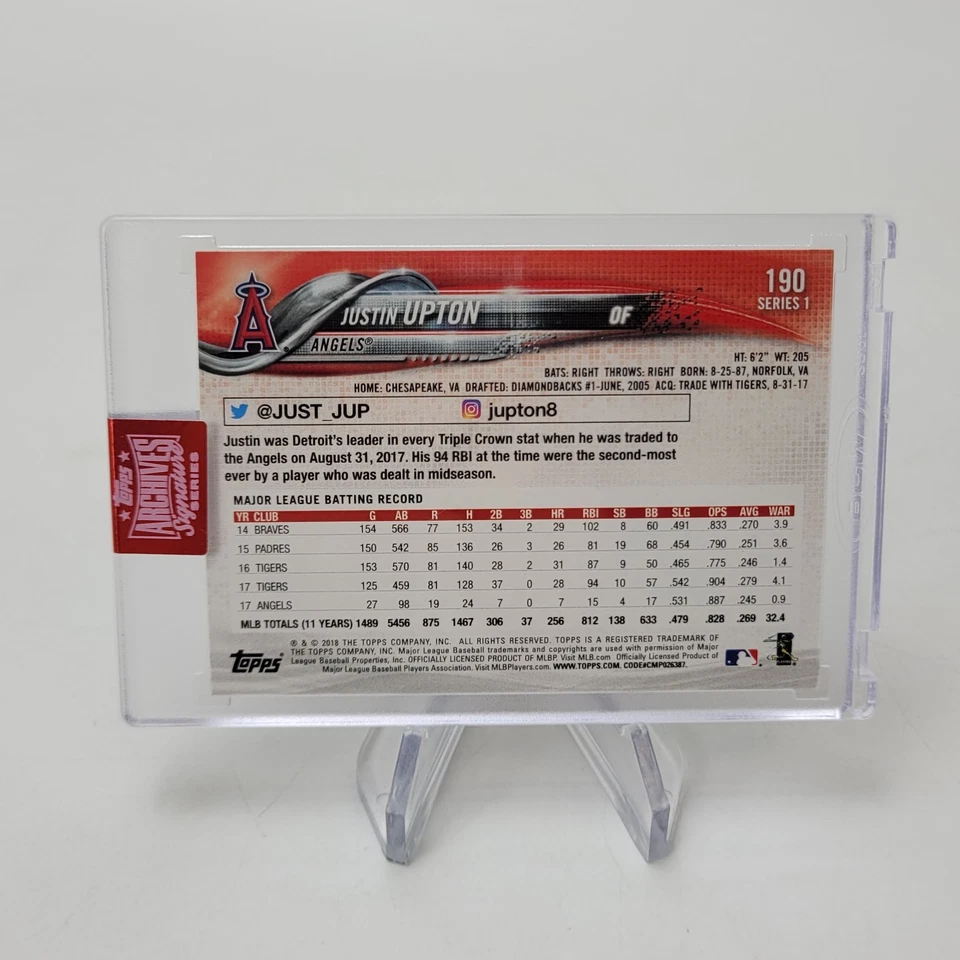 190
SERIES 1
JUSTIN UPTON OF
ANGELS®
HT: 6'2" WT: 205
BATS: RIGHT THROWS: RIGHT BORN: 8-25-87, NORFOLK, VA
HOME: CHESAPEAKE, VA DRAFTED: DIAMONDBACKS #1-JUNE, 2005 ACQ: TRADE WITH TIGERS, 8-31-17
@JUST_JUP jupton8
Justin was Detroit's leader in every Triple Crown stat when he was traded to
the Angels on August 31, 2017. His 94 RBI at the time were the second-most
ever by a player who was dealt in midseason.
MAJOR LEAGUE BATTING RECORD
YR CLUB G AB R H 2B 3B HR RBI SB BB SLG OPS AVG WAR
14 BRAVES 154 566 77 153 34 2 29 102 8 60 .491 .833 .270 3.9
15 PADRES 150 542 85 136 26 3 26 81 19 68 .454 .790 .251 3.6
16 TIGERS 153 570 81 140 28 2 31 87 9 50 .465 .775 .246 1.4
17 TIGERS 125 459 81 128 37 0 28 94 10 57 .542 .904 .279 4.1
17 ANGELS 27 98 19 24 7 0 7 15 4 17 .531 .887 .245 0.9
MLB TOTALS (11 YEARS) 1489 5456 875 1467 306 37 256 812 138 633 .479 .828 .269 32.4
® & © 2018 THE TOPPS COMPANY, INC. ALL RIGHTS RESERVED. TOPPS IS A REGISTERED TRADEMARK OF
THE TOPPS COMPANY, INC. Major League Baseball trademarks and copyrights are used with permission of Major
League Baseball Properties, Inc. OFFICIALLY LICENSED PRODUCT OF MLBP. Visit MLB.com Officially Licensed Product of
Major League Baseball Players Association. Visit MLBPlayers.com. WWW.TOPPS.COM. CODE#CMP026387.
Topps®
★ Topps ★
ARCHIVES
Signature
SERIES